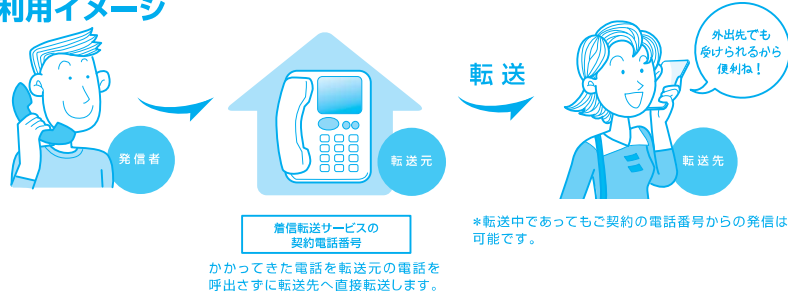 利用イメージ
外出先でも
受けられるから
便利ね！
転送
発信者
転送元
転送先
着信転送サービスの
契約電話番号
かかってきた電話を転送元の電話を
呼出さずに転送先へ直接転送します。
＊転送中であってもご契約の電話番号からの発信は
可能です。